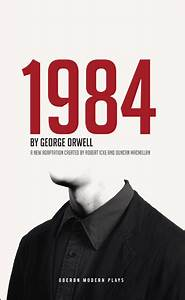 1984
BY GEORGE ORWELL
A NEW ADAPTATION CREATED BY ROBERT ICKE AND DUNCAN MACMILLAN
OBERON MODERN PLAYS